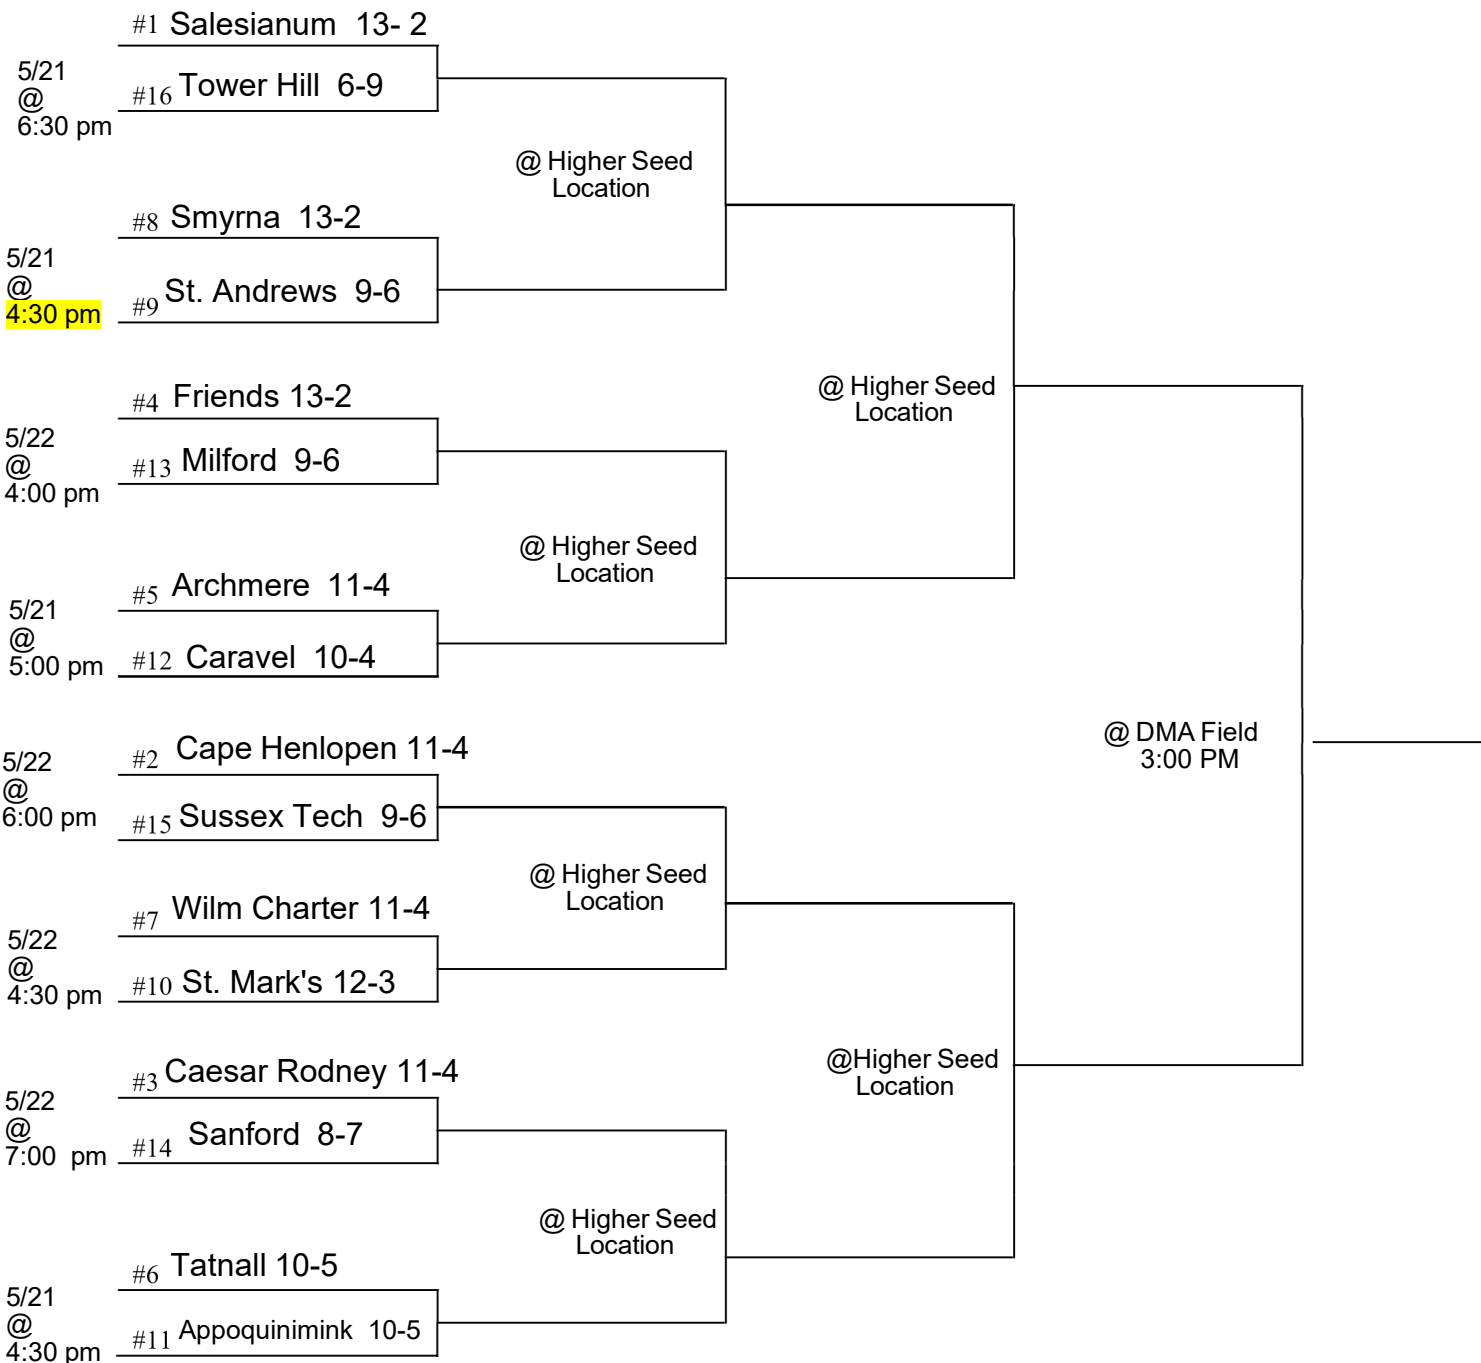 #1 Salesianum 13- 2
5/21
@
6:30 pm
#16 Tower Hill 6-9
@ Higher Seed
Location
#8 Smyrna 13-2
5/21
@
4:30 pm
#9 St. Andrews 9-6
#4 Friends 13-2
@ Higher Seed
Location
5/22
@
4:00 pm
#13 Milford 9-6
@ Higher Seed
Location
#5 Archmere 11-4
5/21
@
5:00 pm
#12 Caravel 10-4
@ DMA Field
3:00 PM
#2 Cape Henlopen 11-4
5/22
@
6:00 pm
#15 Sussex Tech 9-6
@ Higher Seed
Location
#7 Wilm Charter 11-4
5/22
@
4:30 pm
#10 St. Mark's 12-3
@Higher Seed
Location
#3 Caesar Rodney 11-4
5/22
@
7:00 pm
#14 Sanford 8-7
@ Higher Seed
Location
#6 Tatnall 10-5
5/21
@
4:30 pm
#11 Appoquinimink 10-5